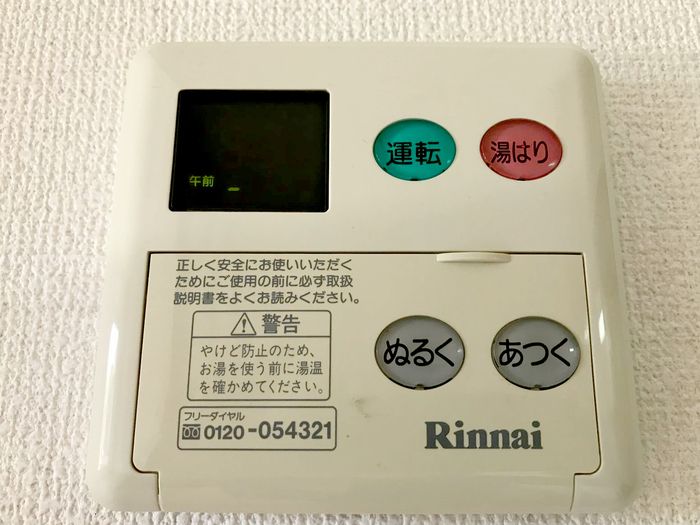 午前
運転
湯はり
正しく安全にお使いいただく
ためにご使用の前に必ず取扱
説明書をよくお読みください。
警告
やけど防止のため、
お湯を使う前に湯温
を確かめてください。
フリーダイヤル
0120-054321
ぬるく
あつく
Rinnai